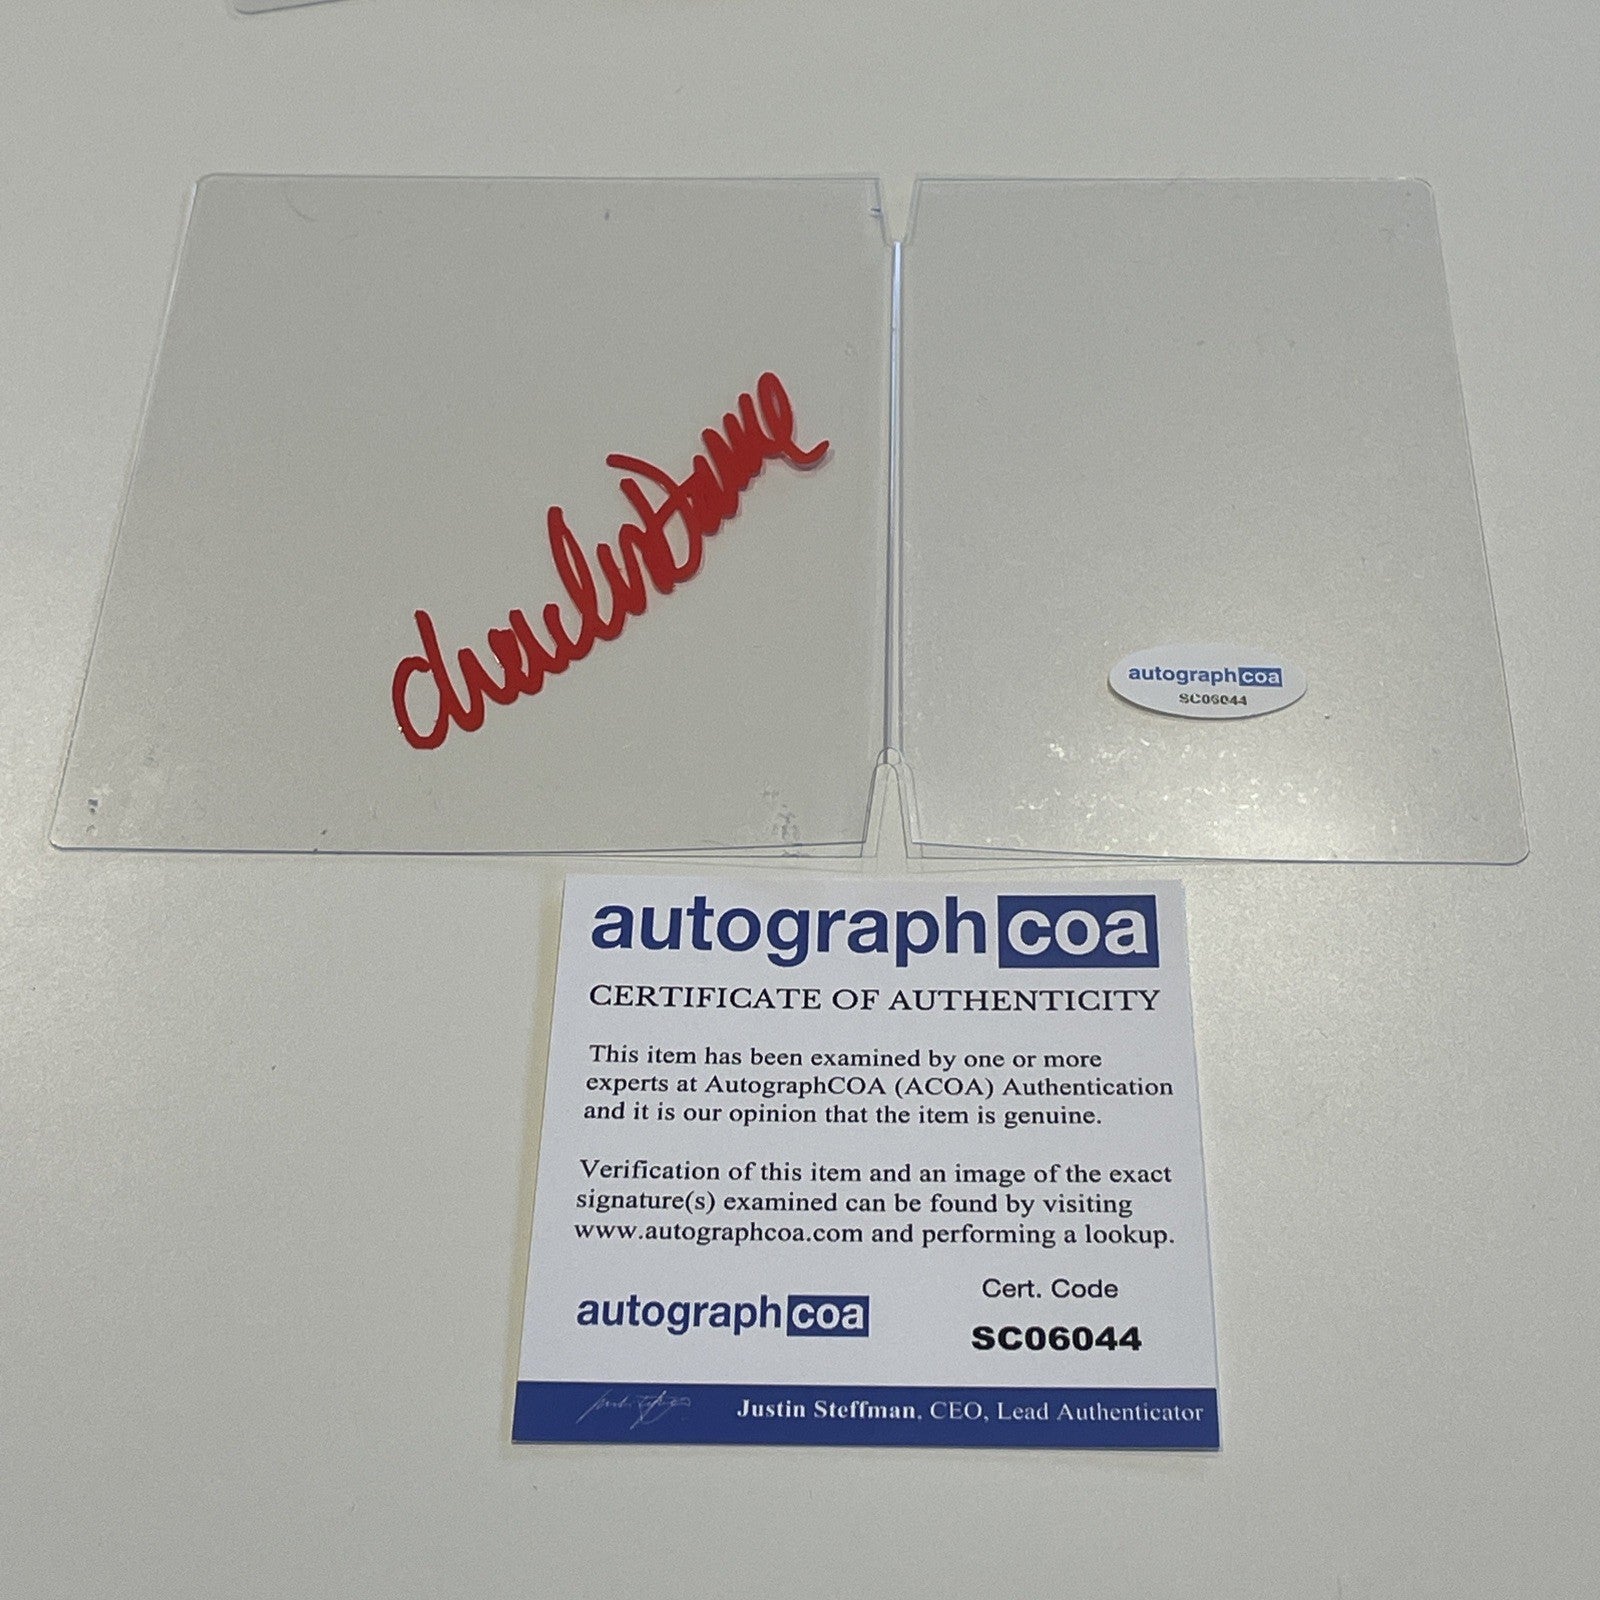 Charles Dance
autographcoa
SC06044
autographcoa
CERTIFICATE OF AUTHENTICITY
This item has been examined by one or more
experts at AutographCOA (ACOA) Authentication
and it is our opinion that the item is genuine.
Verification of this item and an image of the exact
signature(s) examined can be found by visiting
www.autographcoa.com and performing a lookup.
Cert. Code
autographcoa
SC06044
Justin Steffman, CEO, Lead Authenticator